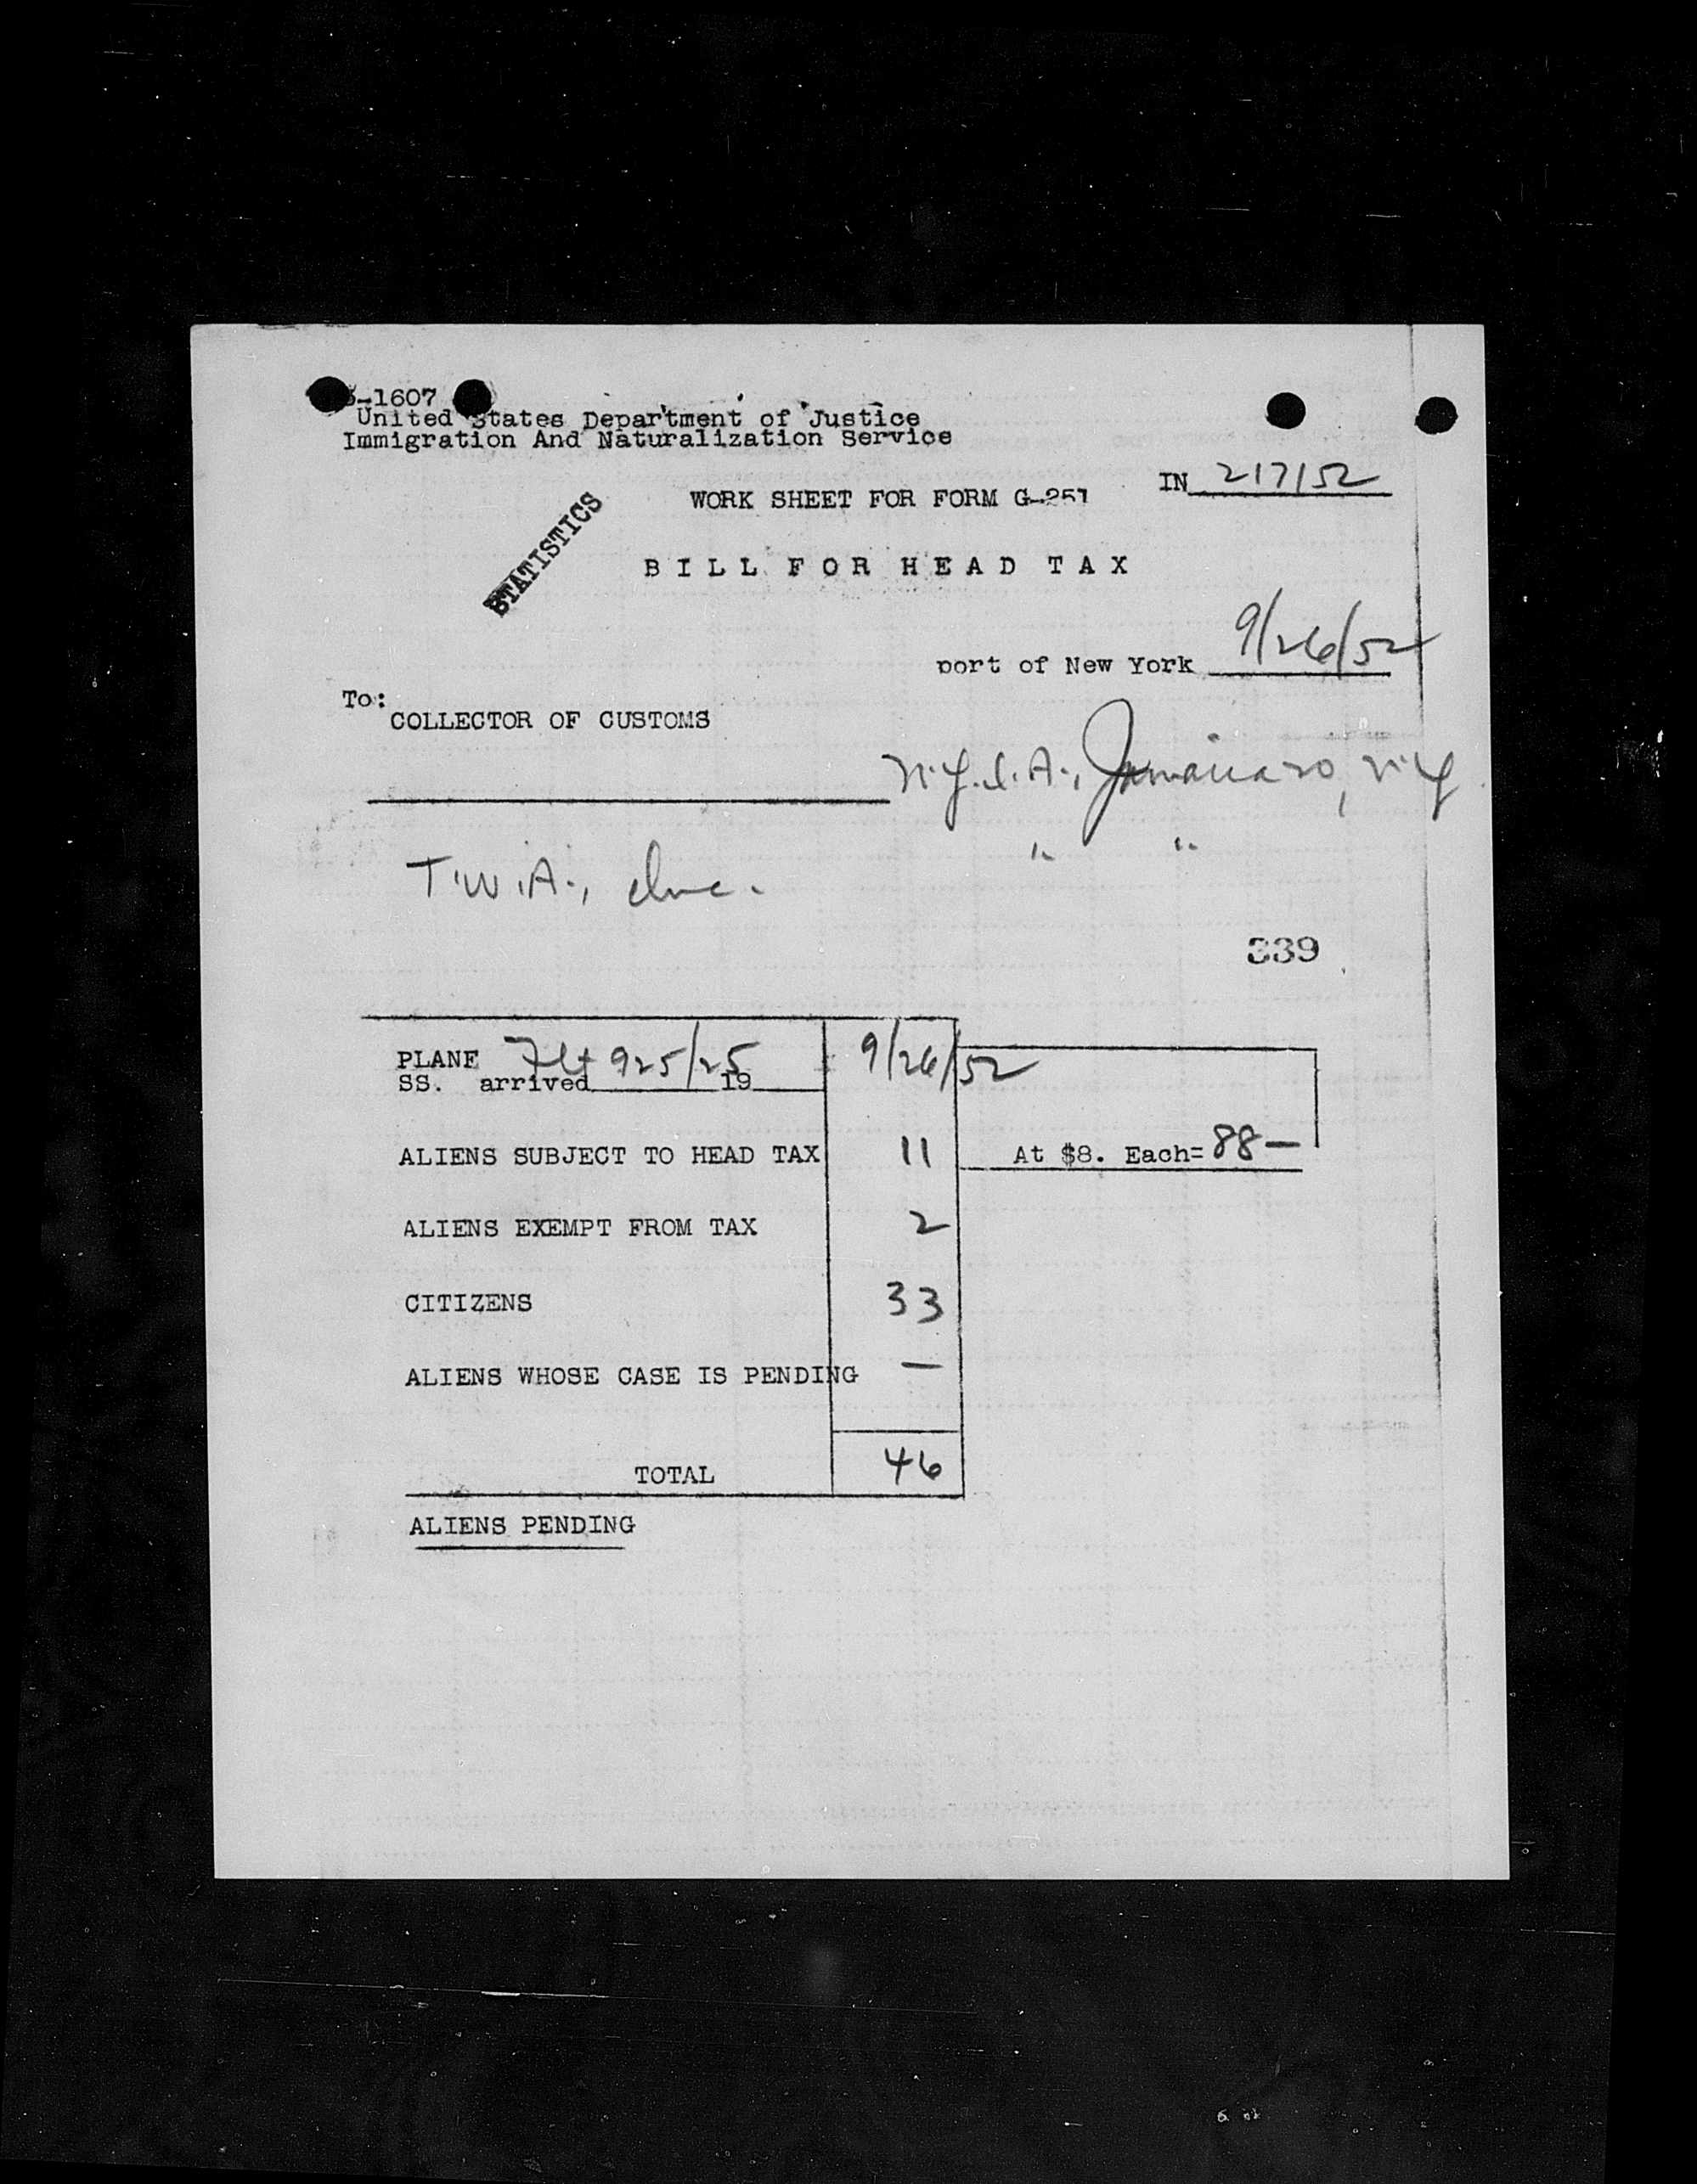 -1607
United States Department of Justice
Immigration And Naturalization Service
IN 217152
WORK SHEET FOR FORM G-251
STATISTICS
BILL FOR HEAD TAX
9/26/52
port of New York
To:
COLLECTOR OF CUSTOMS
N.Y.I.A., Jamaica 30, N.Y
" "
T.W.A., Inc.
339
PLANE Flt 925/25 9/26/52
SS. arrived 19
ALIENS SUBJECT TO HEAD TAX 11 At $8. Each= 88—
ALIENS EXEMPT FROM TAX 2
CITIZENS 33
ALIENS WHOSE CASE IS PENDING —
TOTAL 46
ALIENS PENDING